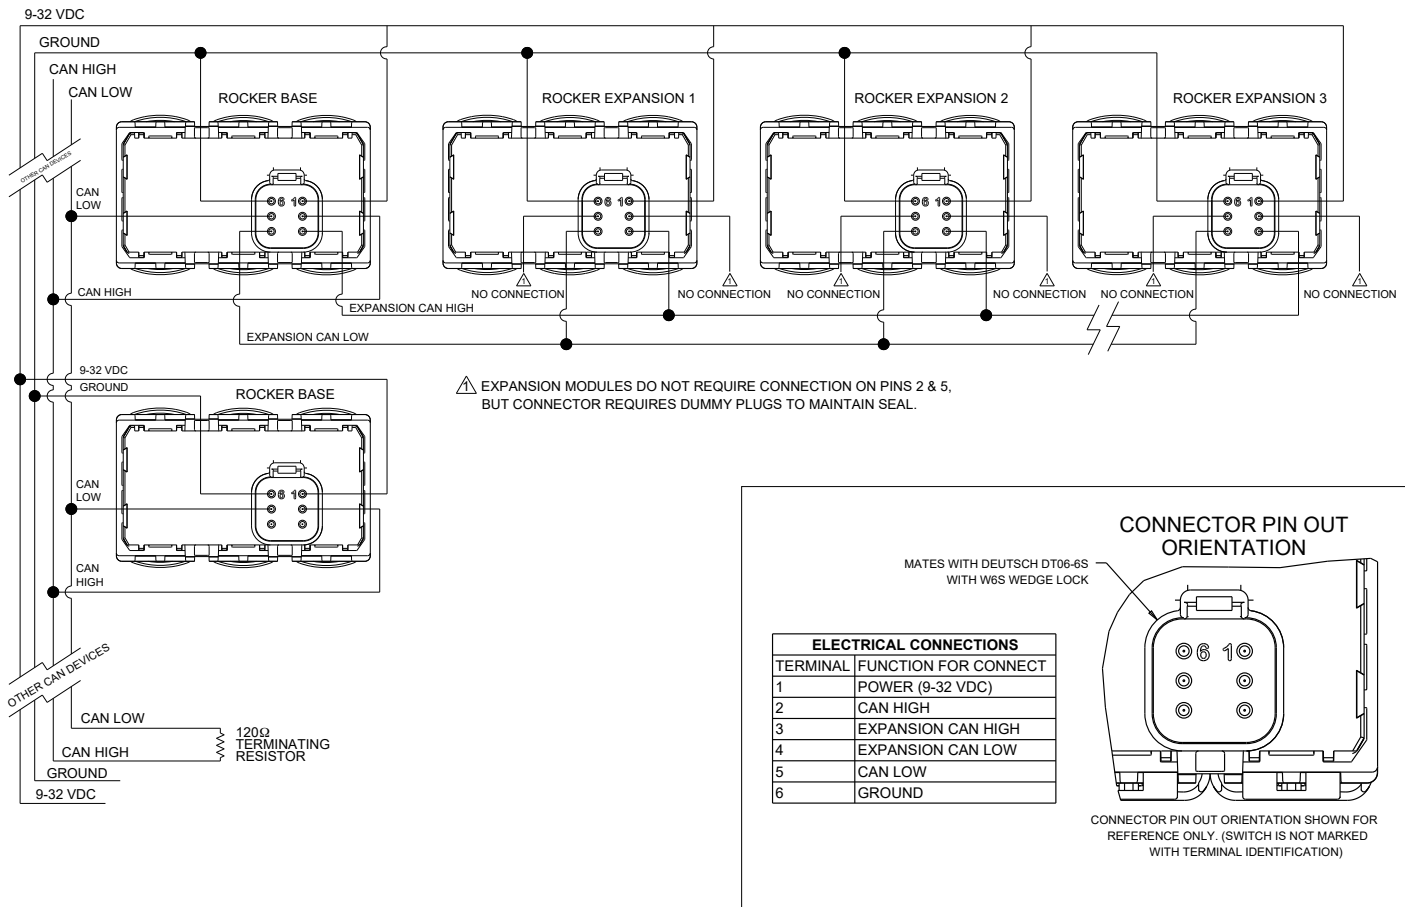 9-32 VDC
GROUND
CAN HIGH
CAN LOW
OTHER CAN DEVICES
ROCKER BASE
ROCKER EXPANSION 1
ROCKER EXPANSION 2
ROCKER EXPANSION 3
CAN
LOW
6 1
6 1
6 1
6 1
CAN HIGH
1
NO CONNECTION
1
NO CONNECTION
1
NO CONNECTION
1
NO CONNECTION
1
NO CONNECTION
1
NO CONNECTION
EXPANSION CAN HIGH
EXPANSION CAN LOW
9-32 VDC
GROUND
ROCKER BASE
1 EXPANSION MODULES DO NOT REQUIRE CONNECTION ON PINS 2 & 5,
BUT CONNECTOR REQUIRES DUMMY PLUGS TO MAINTAIN SEAL.
CAN
LOW
6 1
CAN
HIGH
OTHER CAN DEVICES
CAN LOW
CAN HIGH
120Ω
TERMINATING
RESISTOR
GROUND
9-32 VDC
CONNECTOR PIN OUT
ORIENTATION
MATES WITH DEUTSCH DT06-6S
WITH W6S WEDGE LOCK
6 1
ELECTRICAL CONNECTIONS
TERMINAL FUNCTION FOR CONNECT
1 POWER (9-32 VDC)
2 CAN HIGH
3 EXPANSION CAN HIGH
4 EXPANSION CAN LOW
5 CAN LOW
6 GROUND
CONNECTOR PIN OUT ORIENTATION SHOWN FOR
REFERENCE ONLY. (SWITCH IS NOT MARKED
WITH TERMINAL IDENTIFICATION)